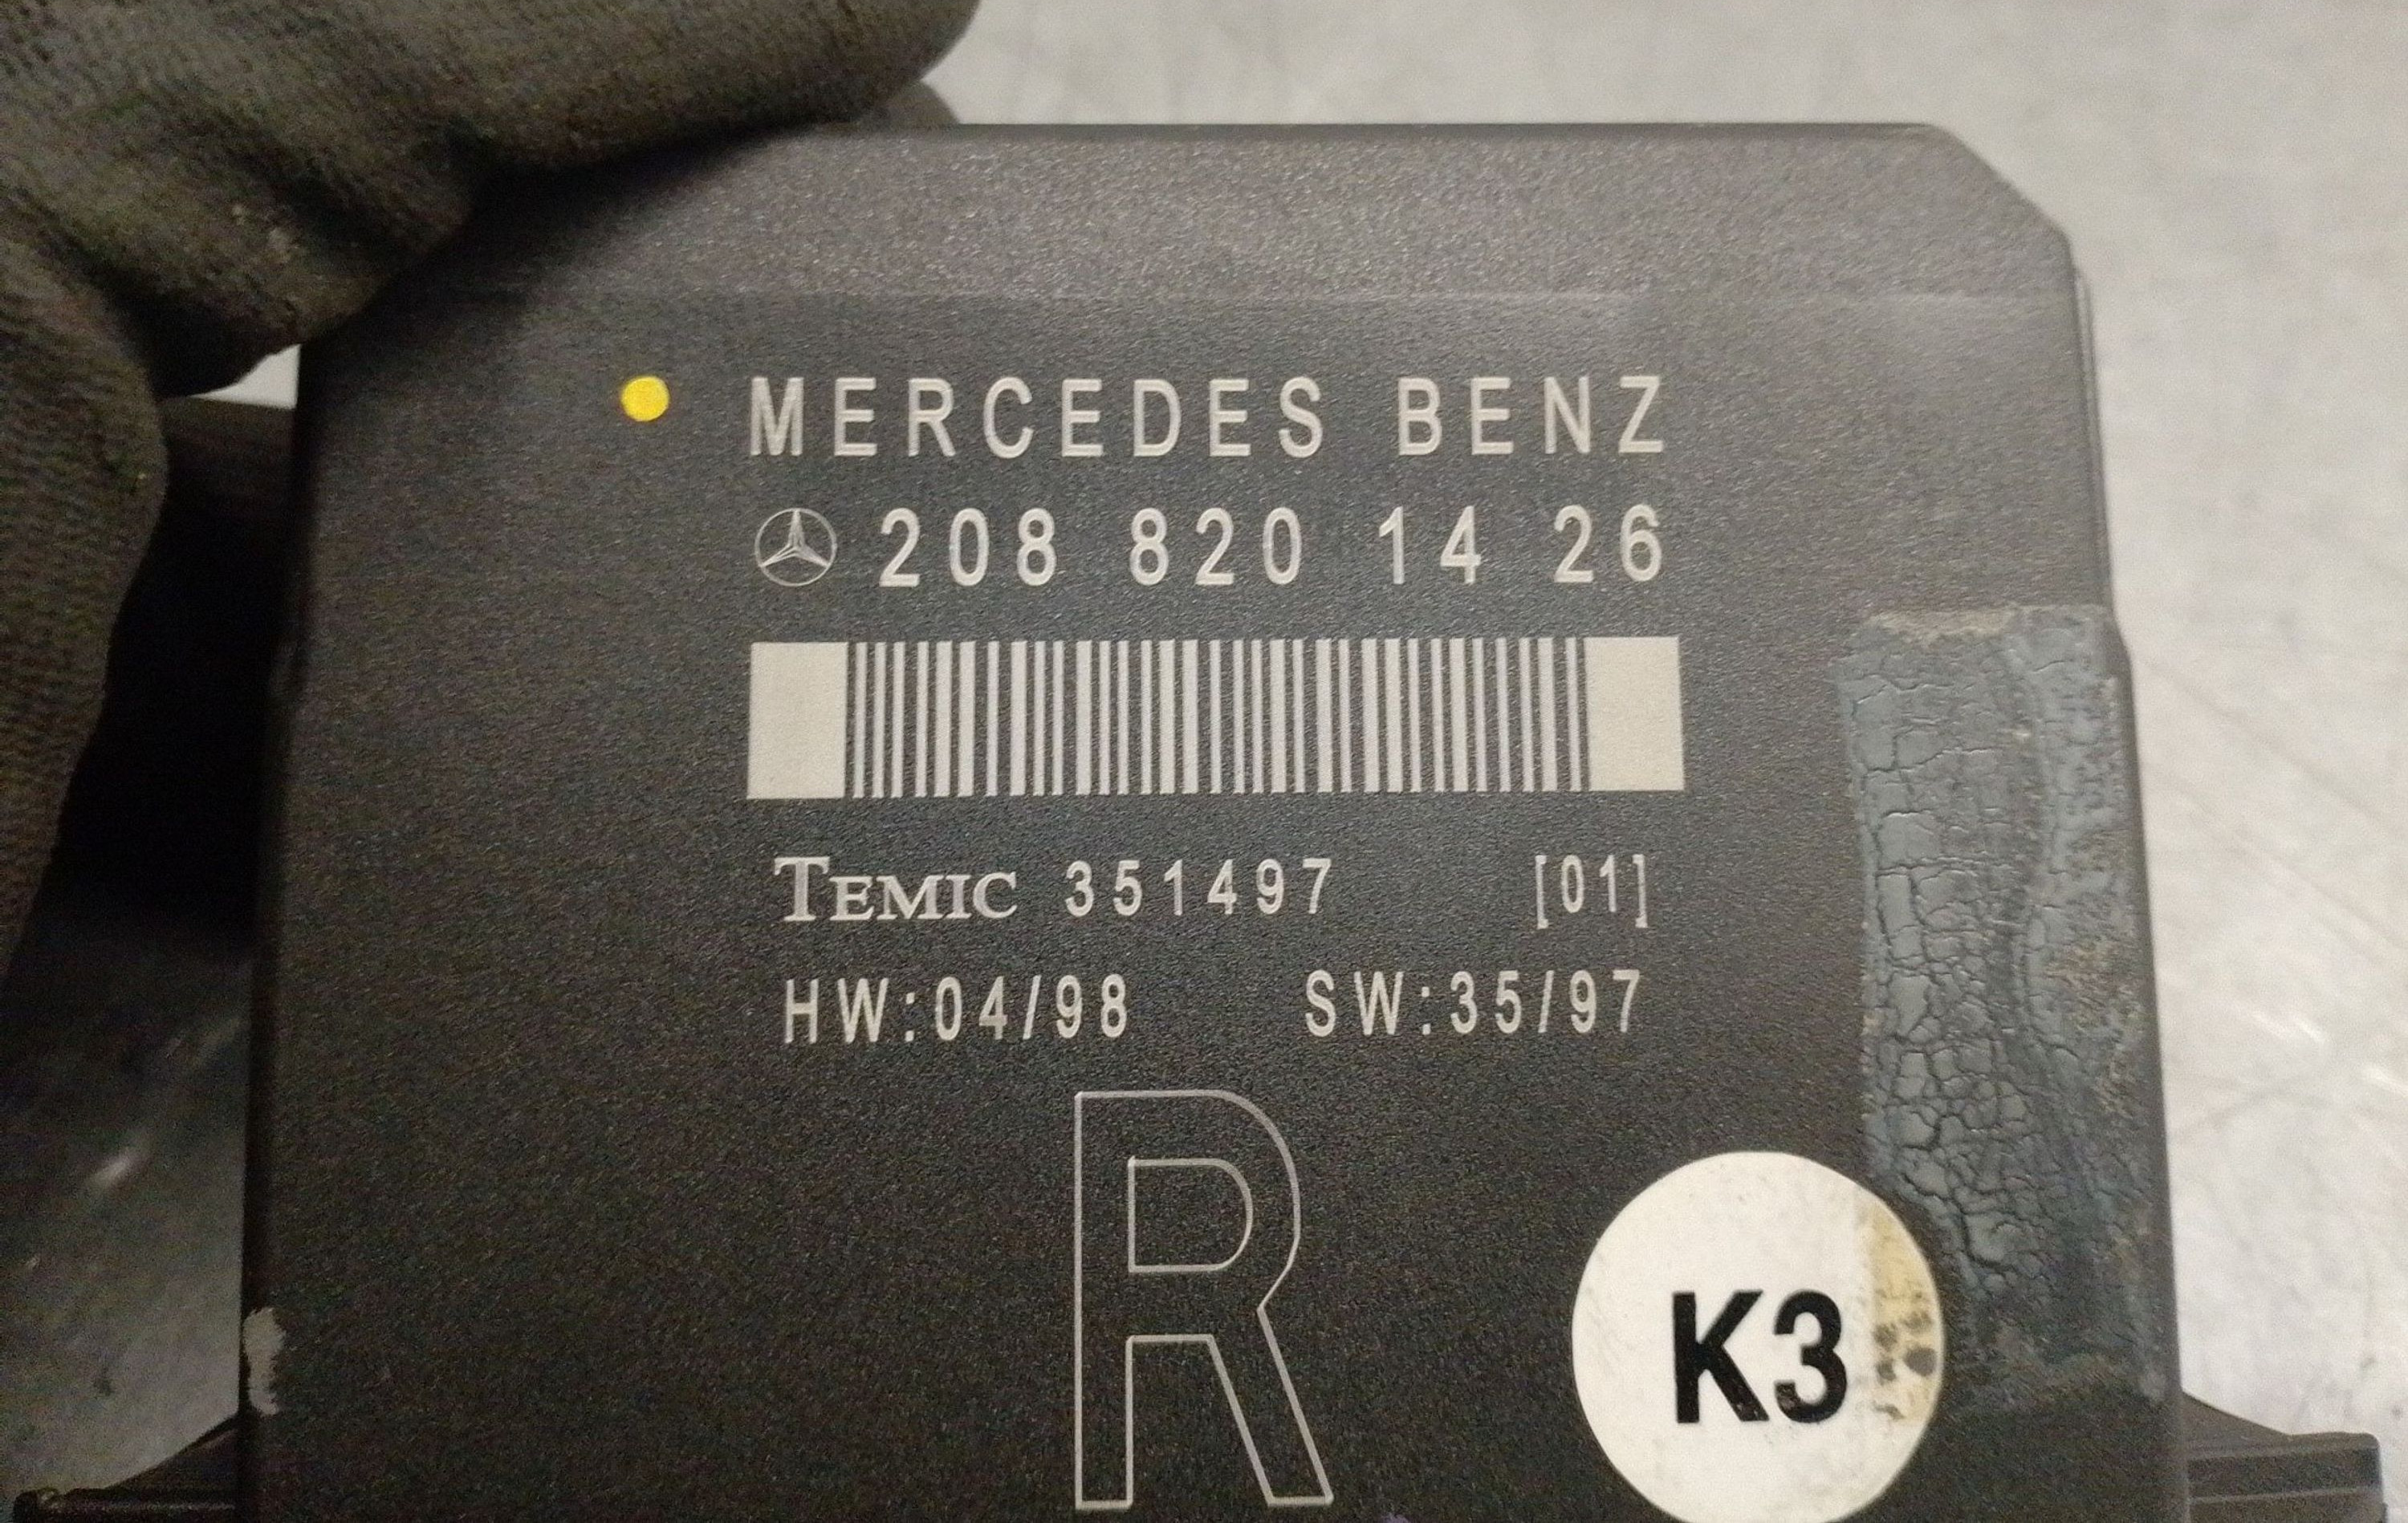 MERCEDES BENZ
208 820 14 26
TEMIC 351497 [01]
HW:04/98 SW:35/97
R
K3